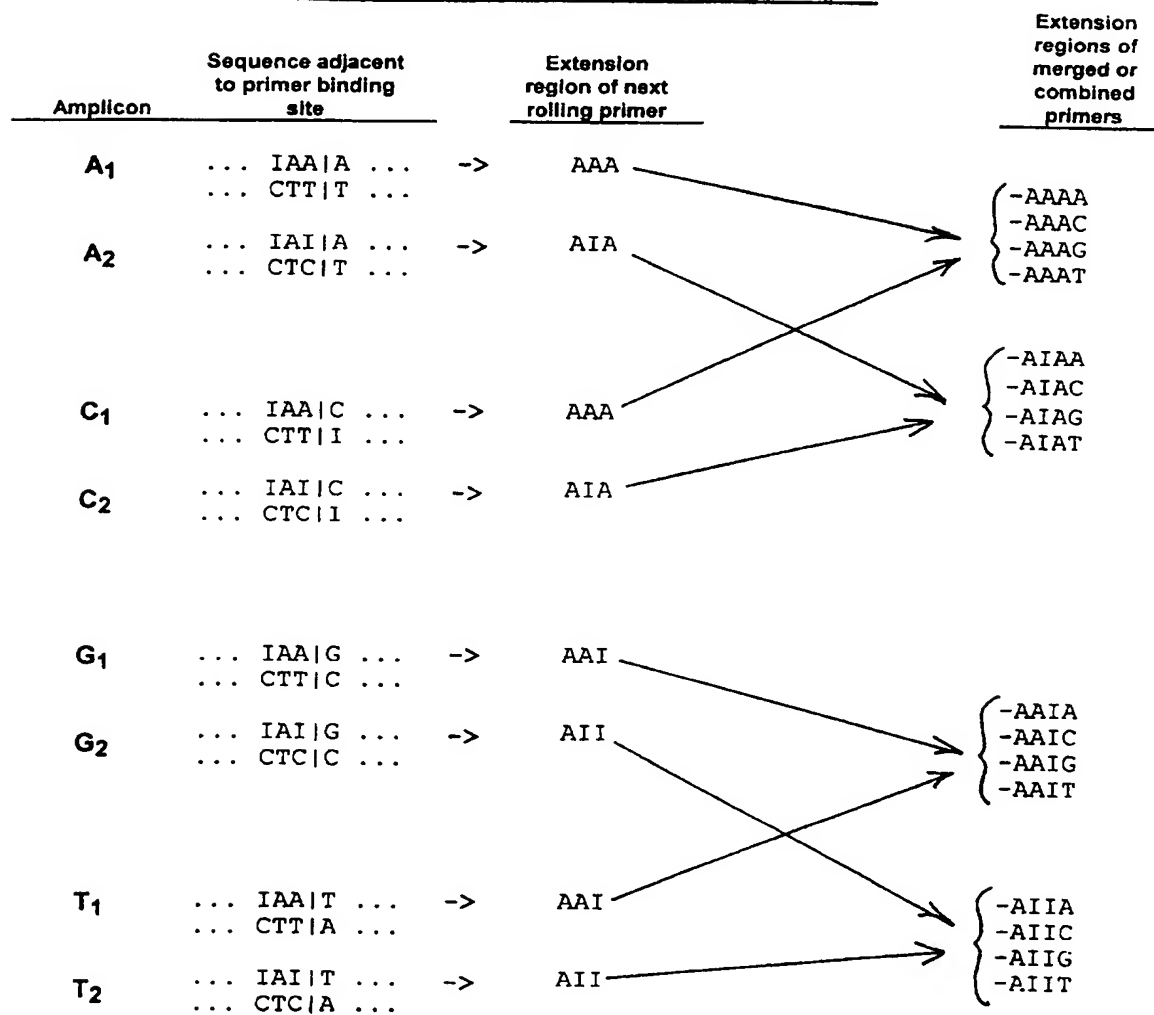 Amplicon
Sequence adjacent
to primer binding
site
Extension
region of next
rolling primer
Extension
regions of
merged or
combined
primers
A1 ... IAA|A ... -> AAA
... CTT|T ...
A2 ... IAI|A ... -> AIA
... CTC|T ...
-AAAA
-AAAC
-AAAG
-AAAT
-AIAA
-AIAC
-AIAG
-AIAT
C1 ... IAA|C ... -> AAA
... CTT|I ...
C2 ... IAI|C ... -> AIA
... CTC|I ...
G1 ... IAA|G ... -> AAI
... CTT|C ...
G2 ... IAI|G ... -> AII
... CTC|C ...
-AAIA
-AAIC
-AAIG
-AAIT
T1 ... IAA|T ... -> AAI
... CTT|A ...
T2 ... IAI|T ... -> AII
... CTC|A ...
-AIIA
-AIIC
-AIIG
-AIIT